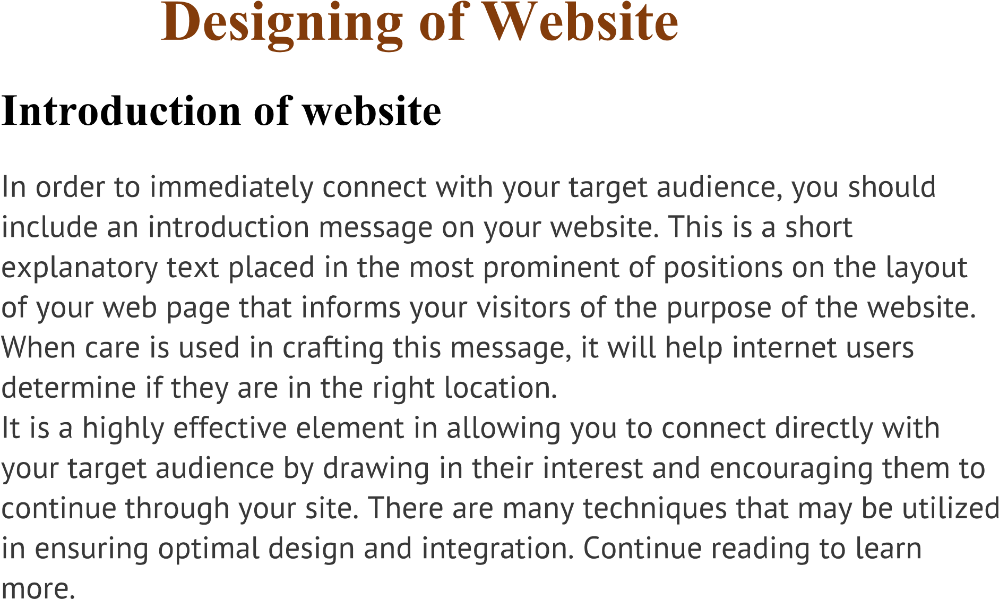 Designing of Website
Introduction of website
In order to immediately connect with your target audience, you should
include an introduction message on your website. This is a short
explanatory text placed in the most prominent of positions on the layout
of your web page that informs your visitors of the purpose of the website.
When care is used in crafting this message, it will help internet users
determine if they are in the right location.
It is a highly effective element in allowing you to connect directly with
your target audience by drawing in their interest and encouraging them to
continue through your site. There are many techniques that may be utilized
in ensuring optimal design and integration. Continue reading to learn
more.